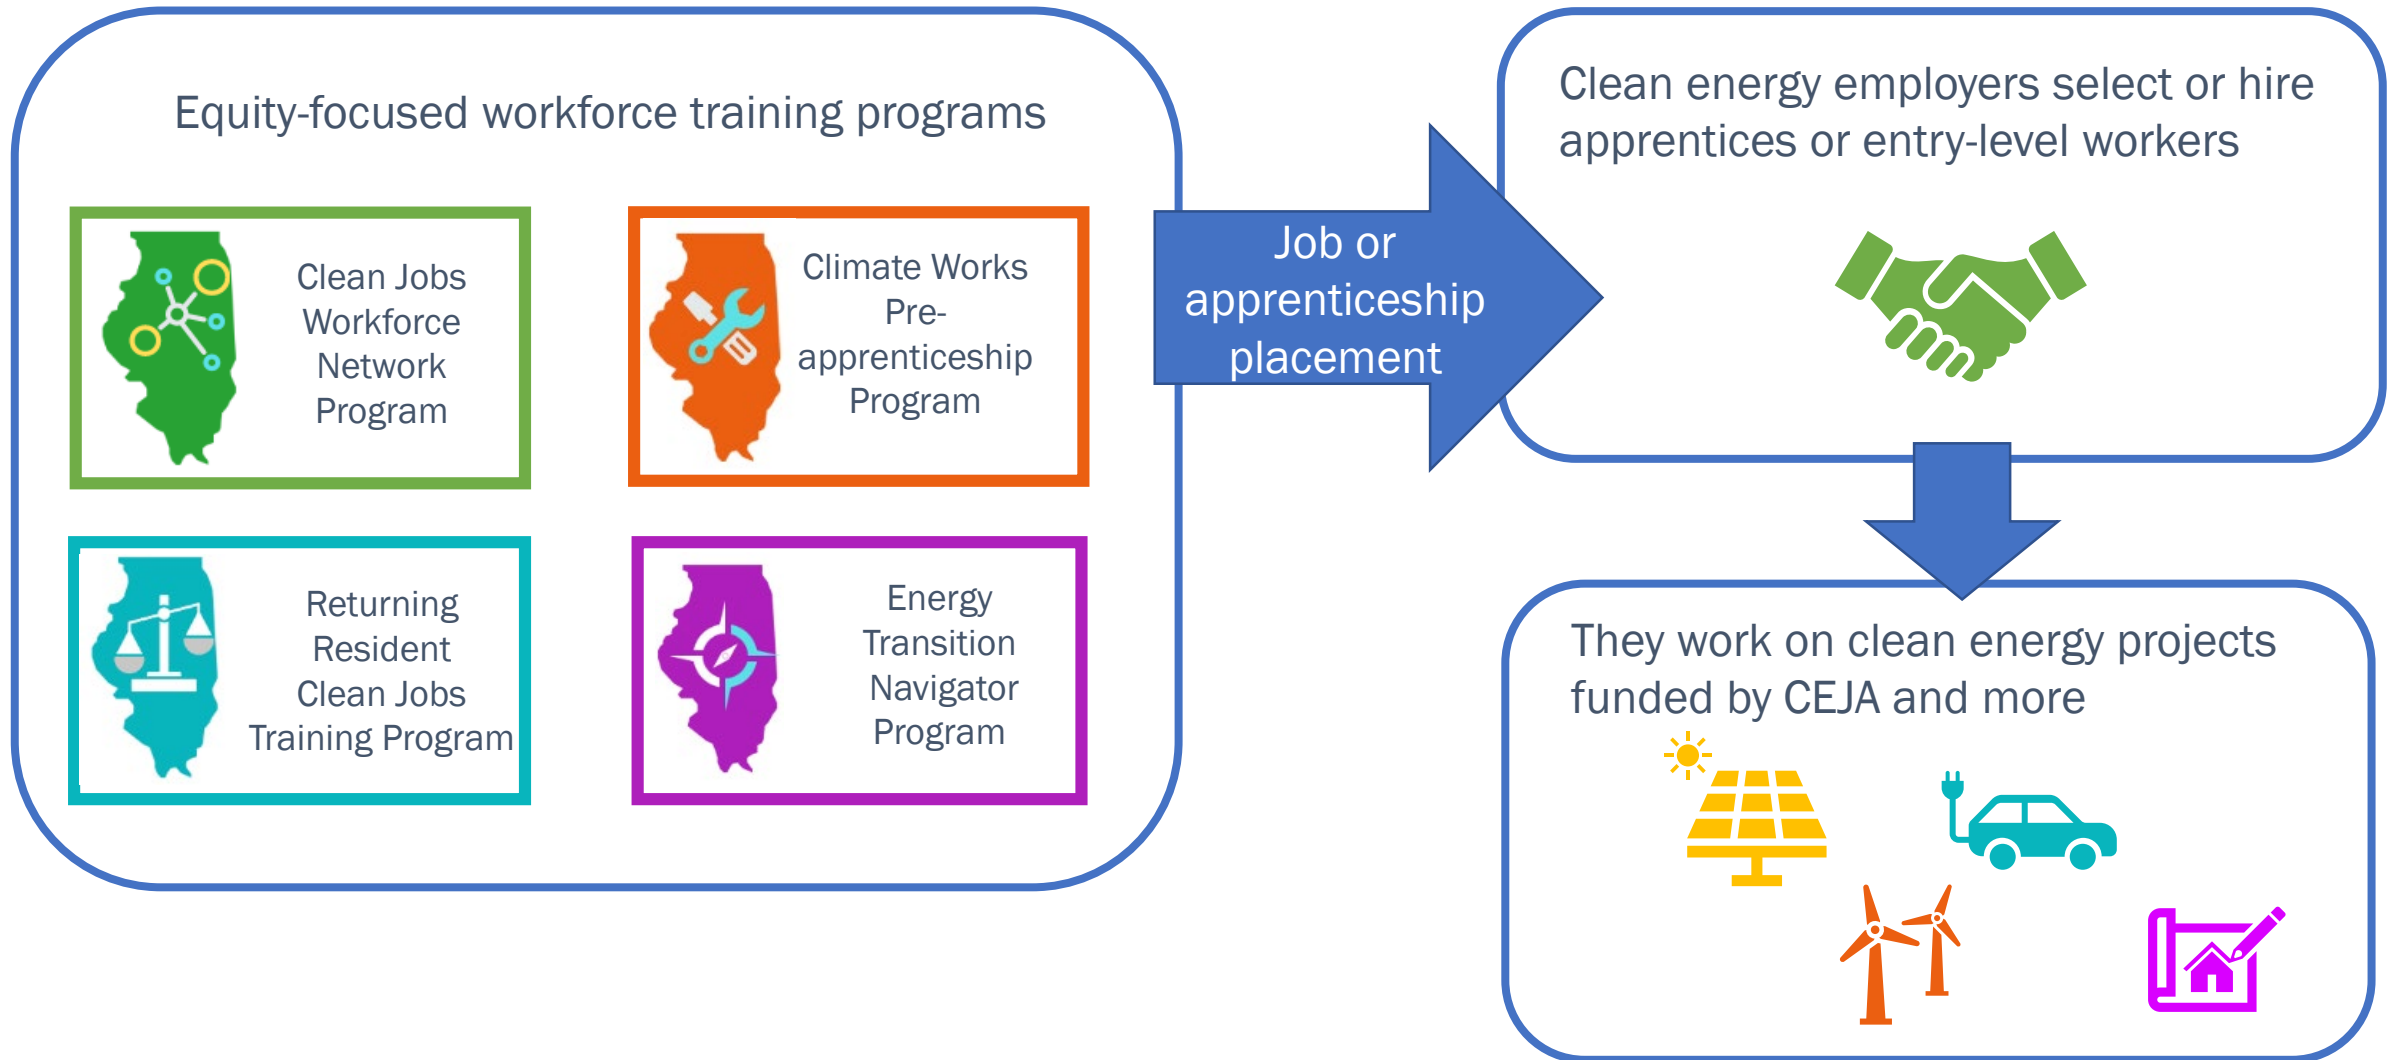 Equity-focused workforce training programs
Clean Jobs
Workforce
Network
Program
Climate Works
Pre-
apprenticeship
Program
Returning
Resident
Clean Jobs
Training Program
Energy
Transition
Navigator
Program
Job or
apprenticeship
placement
Clean energy employers select or hire
apprentices or entry-level workers
They work on clean energy projects
funded by CEJA and more